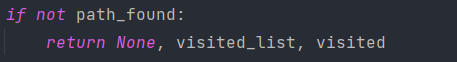 if not path_found:
    return None, visited_list, visited